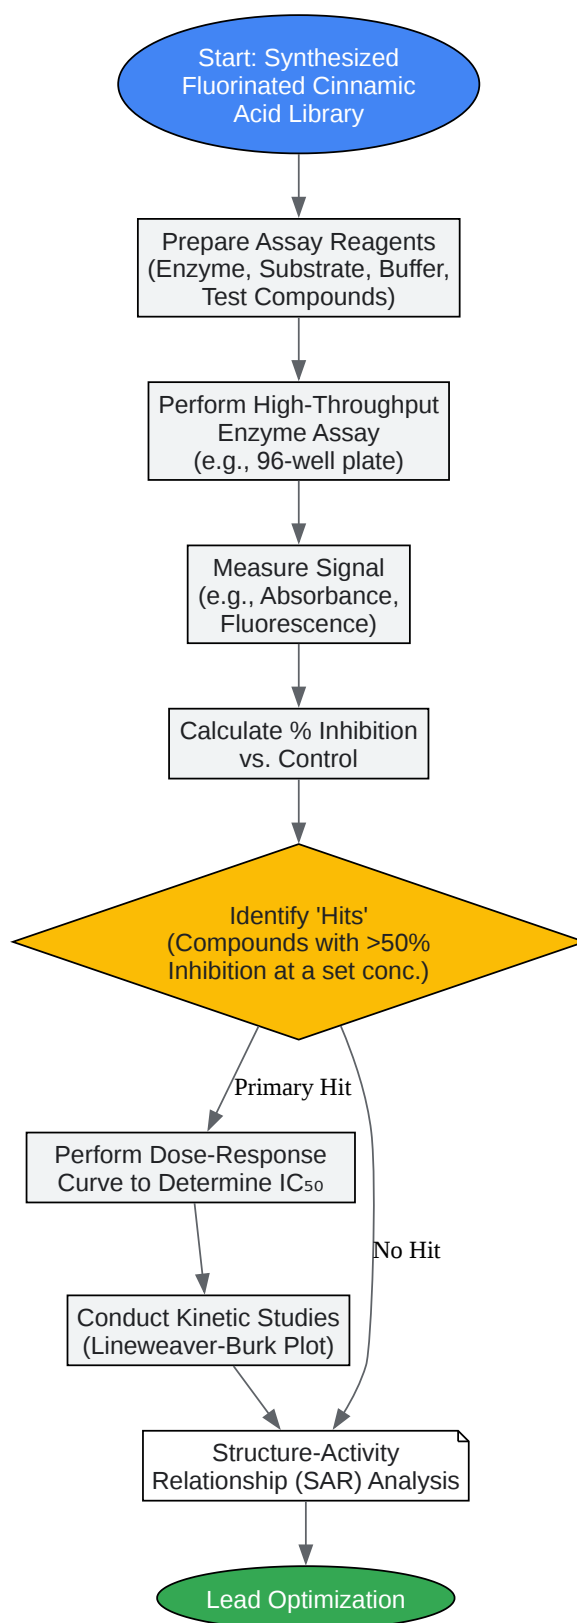 Start: Synthesized
Fluorinated Cinnamic
Acid Library
Prepare Assay Reagents
(Enzyme, Substrate, Buffer,
Test Compounds)
Perform High-Throughput
Enzyme Assay
(e.g., 96-well plate)
Measure Signal
(e.g., Absorbance,
Fluorescence)
Calculate % Inhibition
vs. Control
Identify 'Hits'
(Compounds with >50%
Inhibition at a set conc.)
Primary Hit
Perform Dose-Response
Curve to Determine IC₅₀
No Hit
Conduct Kinetic Studies
(Lineweaver-Burk Plot)
Structure-Activity
Relationship (SAR) Analysis
Lead Optimization